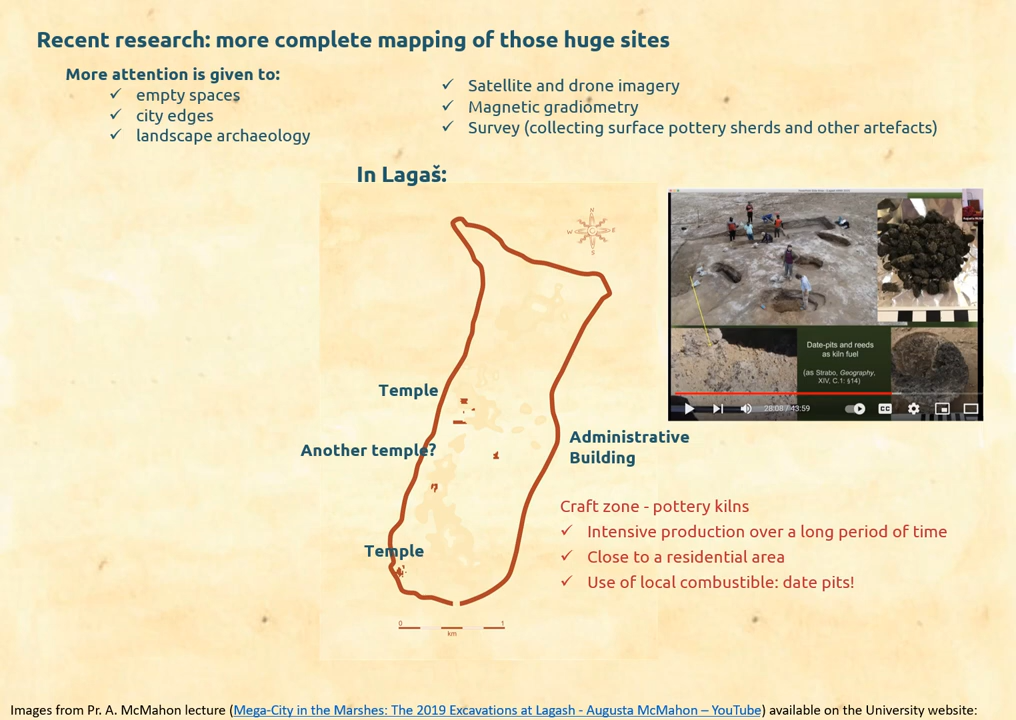 Recent research: more complete mapping of those huge sites
More attention is given to:
✓ empty spaces
✓ city edges
✓ landscape archaeology
✓ Satellite and drone imagery
✓ Magnetic gradiometry
✓ Survey (collecting surface pottery sherds and other artefacts)
In Lagaš:
N
W E
S
Temple
Another temple?
Temple
0 1
km
Date-pits and reeds
as kiln fuel
(as Strabo, Geography,
XIV, C.1: §14)
28:08 / 43:59
CC
Administrative
Building
Craft zone - pottery kilns
✓ Intensive production over a long period of time
✓ Close to a residential area
✓ Use of local combustible: date pits!
Images from Pr. A. McMahon lecture (Mega-City in the Marshes: The 2019 Excavations at Lagash - Augusta McMahon – YouTube) available on the University website: